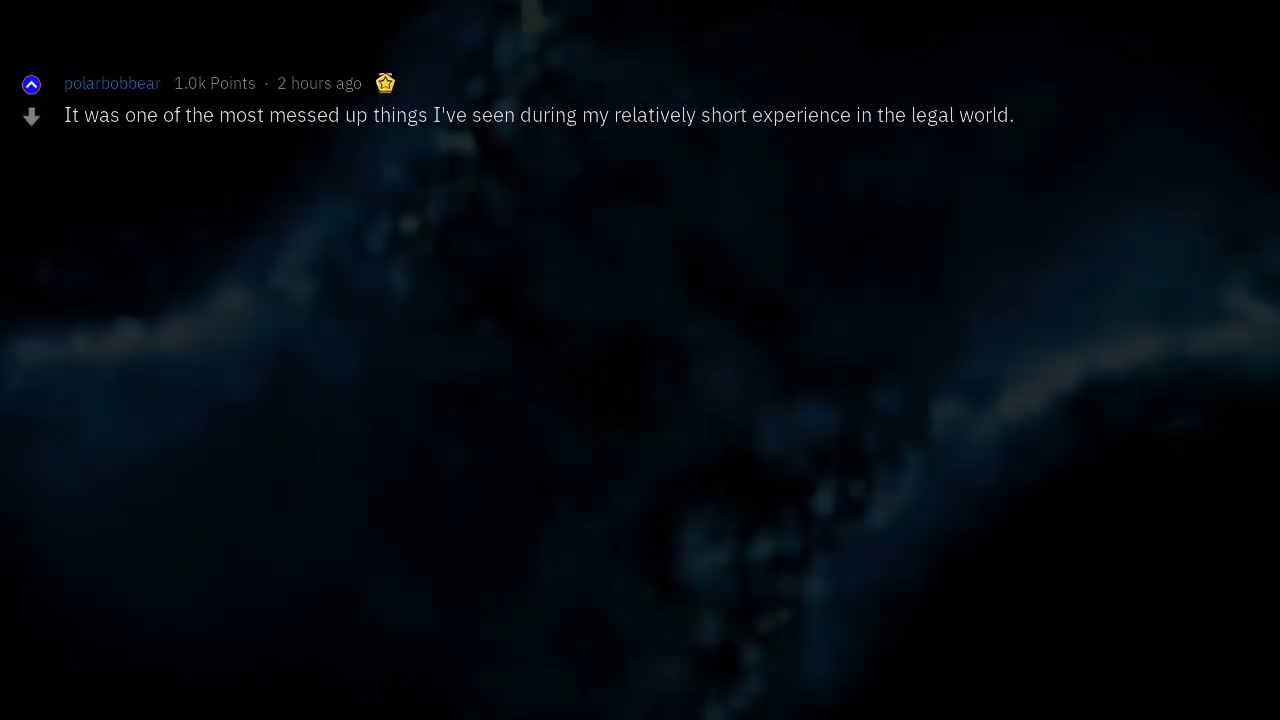 polarbobbear 1.0k Points · 2 hours ago
It was one of the most messed up things I've seen during my relatively short experience in the legal world.